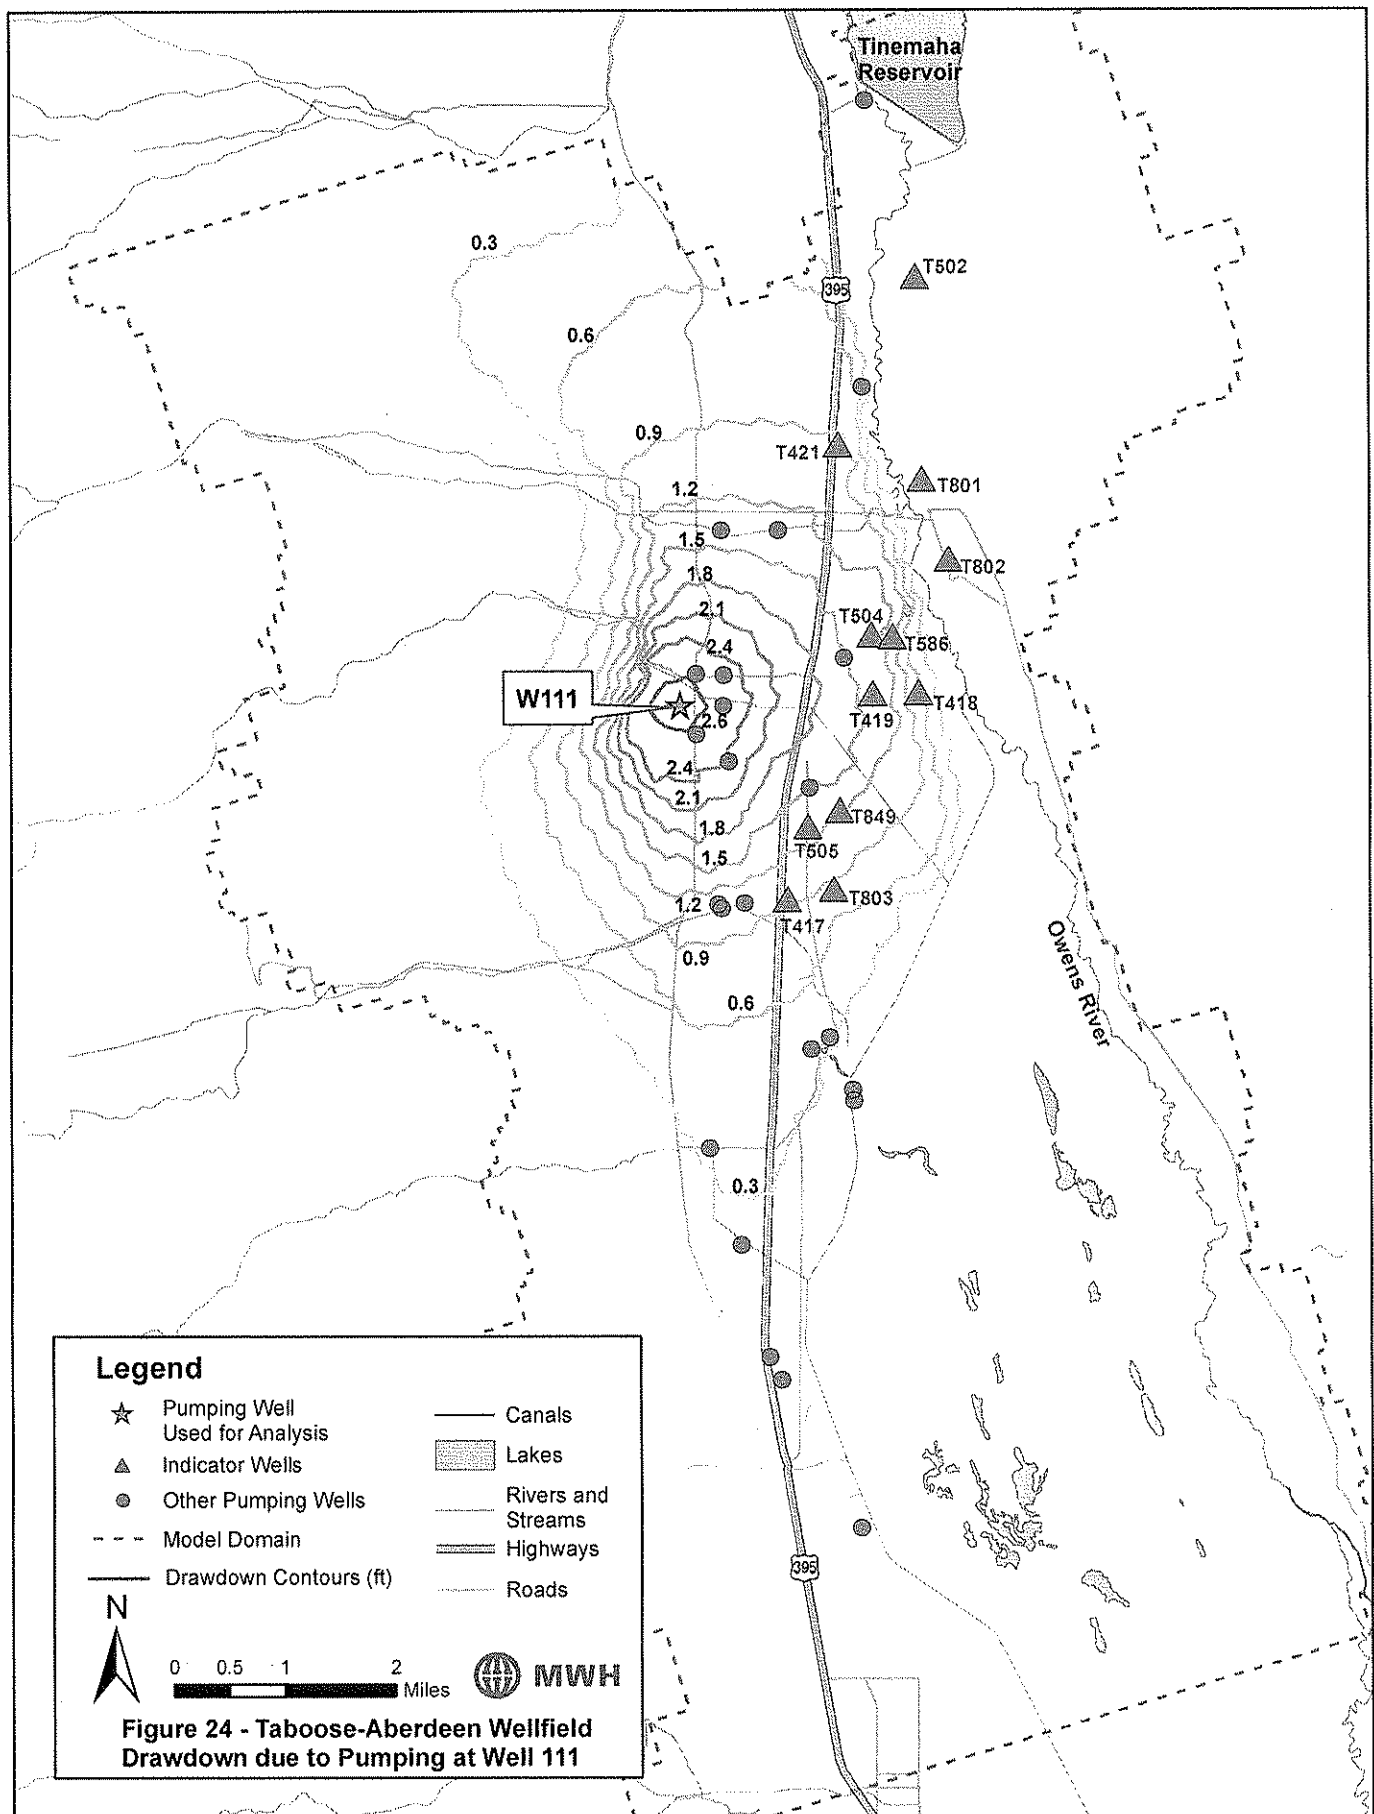 Tinemaha
Reservoir
0.3
T502
395
0.6
0.9
T421
1.2
T801
1.5
T802
1.8
2.1
T504
2.4
T586
W111
T419
T418
2.6
2.4
2.1
T849
1.8
T505
1.5
T803
1.2
T417
0.9
Owens River
0.6
0.3
Legend
Pumping Well
Used for Analysis
Indicator Wells
Other Pumping Wells
Model Domain
Drawdown Contours (ft)
Canals
Lakes
Rivers and
Streams
Highways
Roads
395
N
0 0.5 1 2
Miles
MWH
Figure 24 - Taboose-Aberdeen Wellfield
Drawdown due to Pumping at Well 111